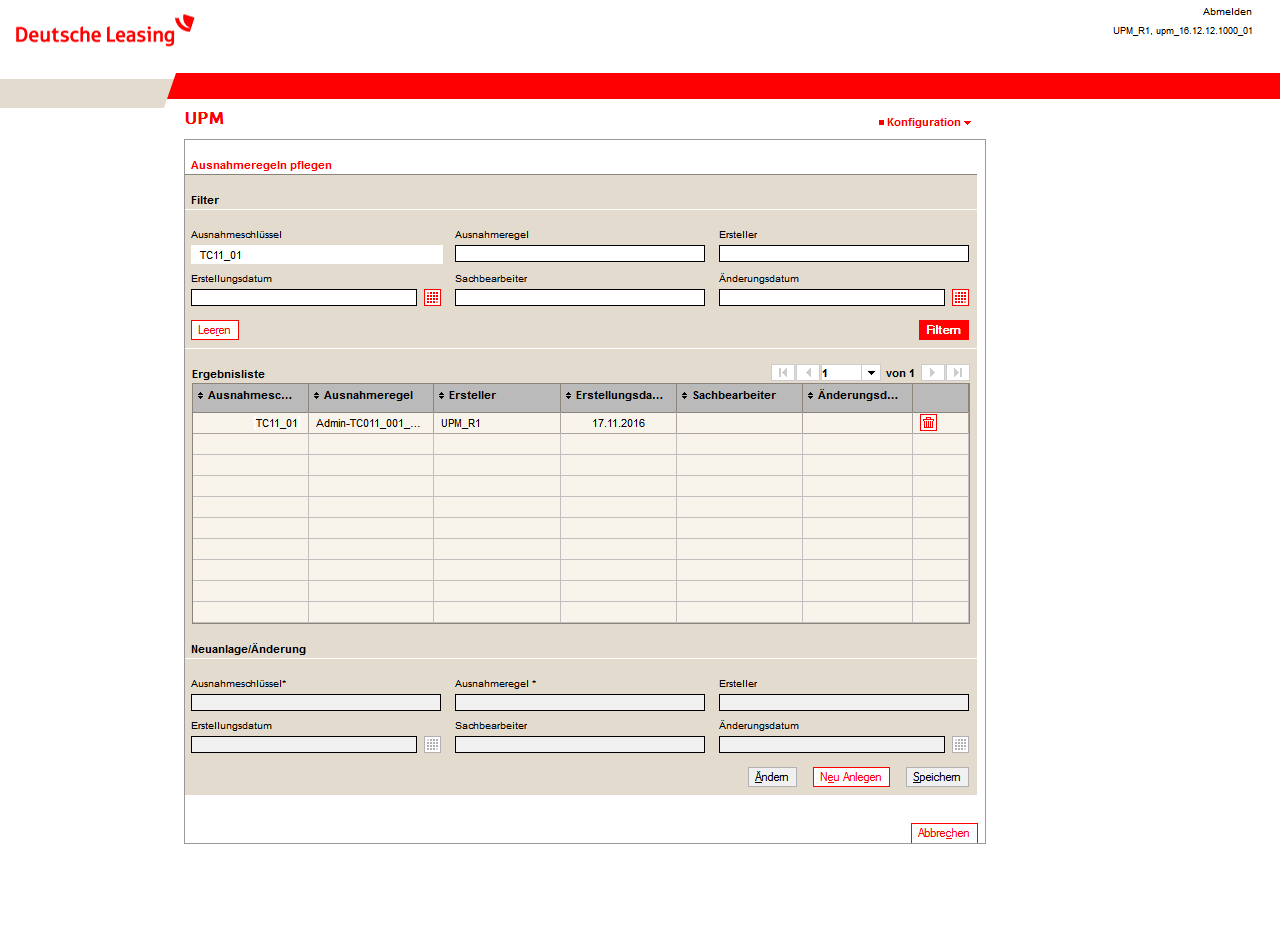 Deutsche Leasing
Abmelden
UPM_R1, upm_16.12.12.1000_01
UPM
Konfiguration
Ausnahmeregeln pflegen
Filter
Ausnahmeschlüssel Ausnahmeregel Ersteller
TC11_01
Erstellungsdatum Sachbearbeiter Änderungsdatum
Leeren Filtern
Ergebnisliste 1 von 1
Ausnahmesc... Ausnahmeregel Ersteller Erstellungsda... Sachbearbeiter Änderungsd...
TC11_01 Admin-TC011_001_... UPM_R1 17.11.2016
Neuanlage/Änderung
Ausnahmeschlüssel* Ausnahmeregel * Ersteller
Erstellungsdatum Sachbearbeiter Änderungsdatum
Ändern Neu Anlegen Speichern
Abbrechen